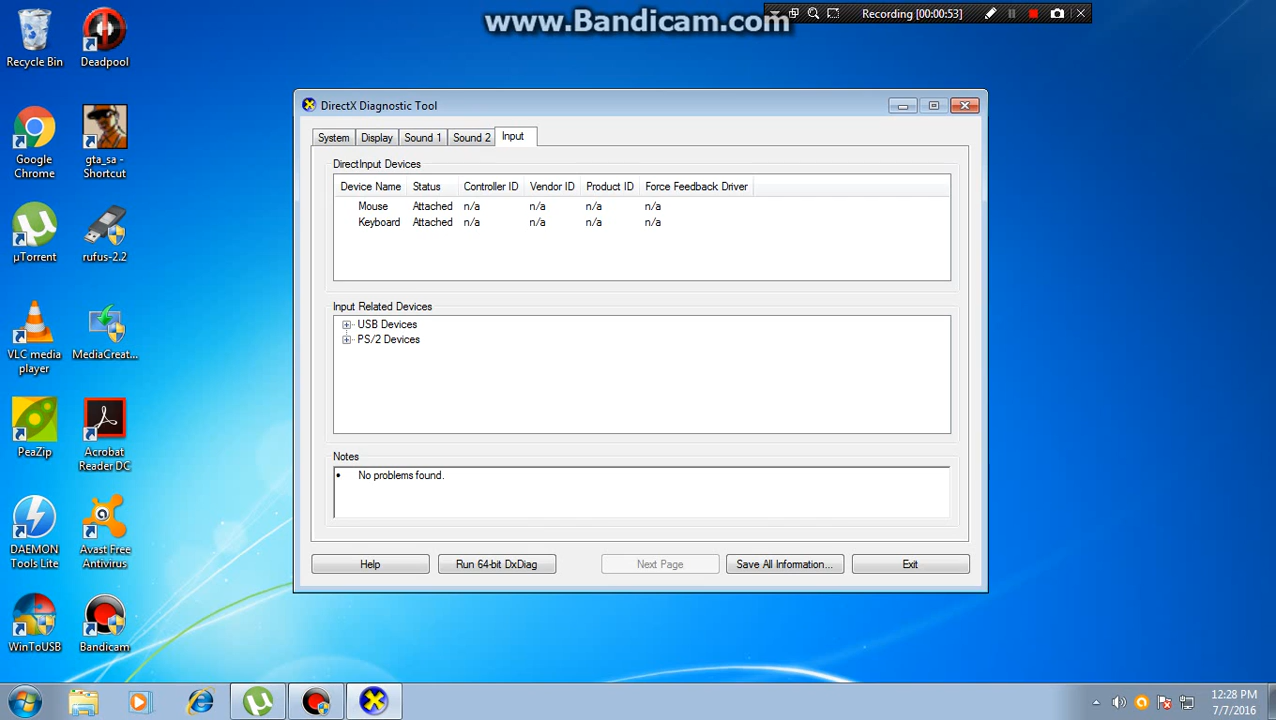 www.Bandicam.com
Recording [00:00:53]
Recycle Bin
Deadpool
Google
Chrome
gta_sa -
Shortcut
µTorrent
rufus-2.2
VLC media
player
MediaCreat...
PeaZip
Acrobat
Reader DC
DAEMON
Tools Lite
Avast Free
Antivirus
WinToUSB
Bandicam
DirectX Diagnostic Tool
System Display Sound 1 Sound 2 Input
DirectInput Devices
Device Name Status Controller ID Vendor ID Product ID Force Feedback Driver
Mouse Attached n/a n/a n/a n/a
Keyboard Attached n/a n/a n/a n/a
Input Related Devices
USB Devices
PS/2 Devices
Notes
• No problems found.
Help Run 64-bit DxDiag Next Page Save All Information... Exit
12:28 PM
7/7/2016